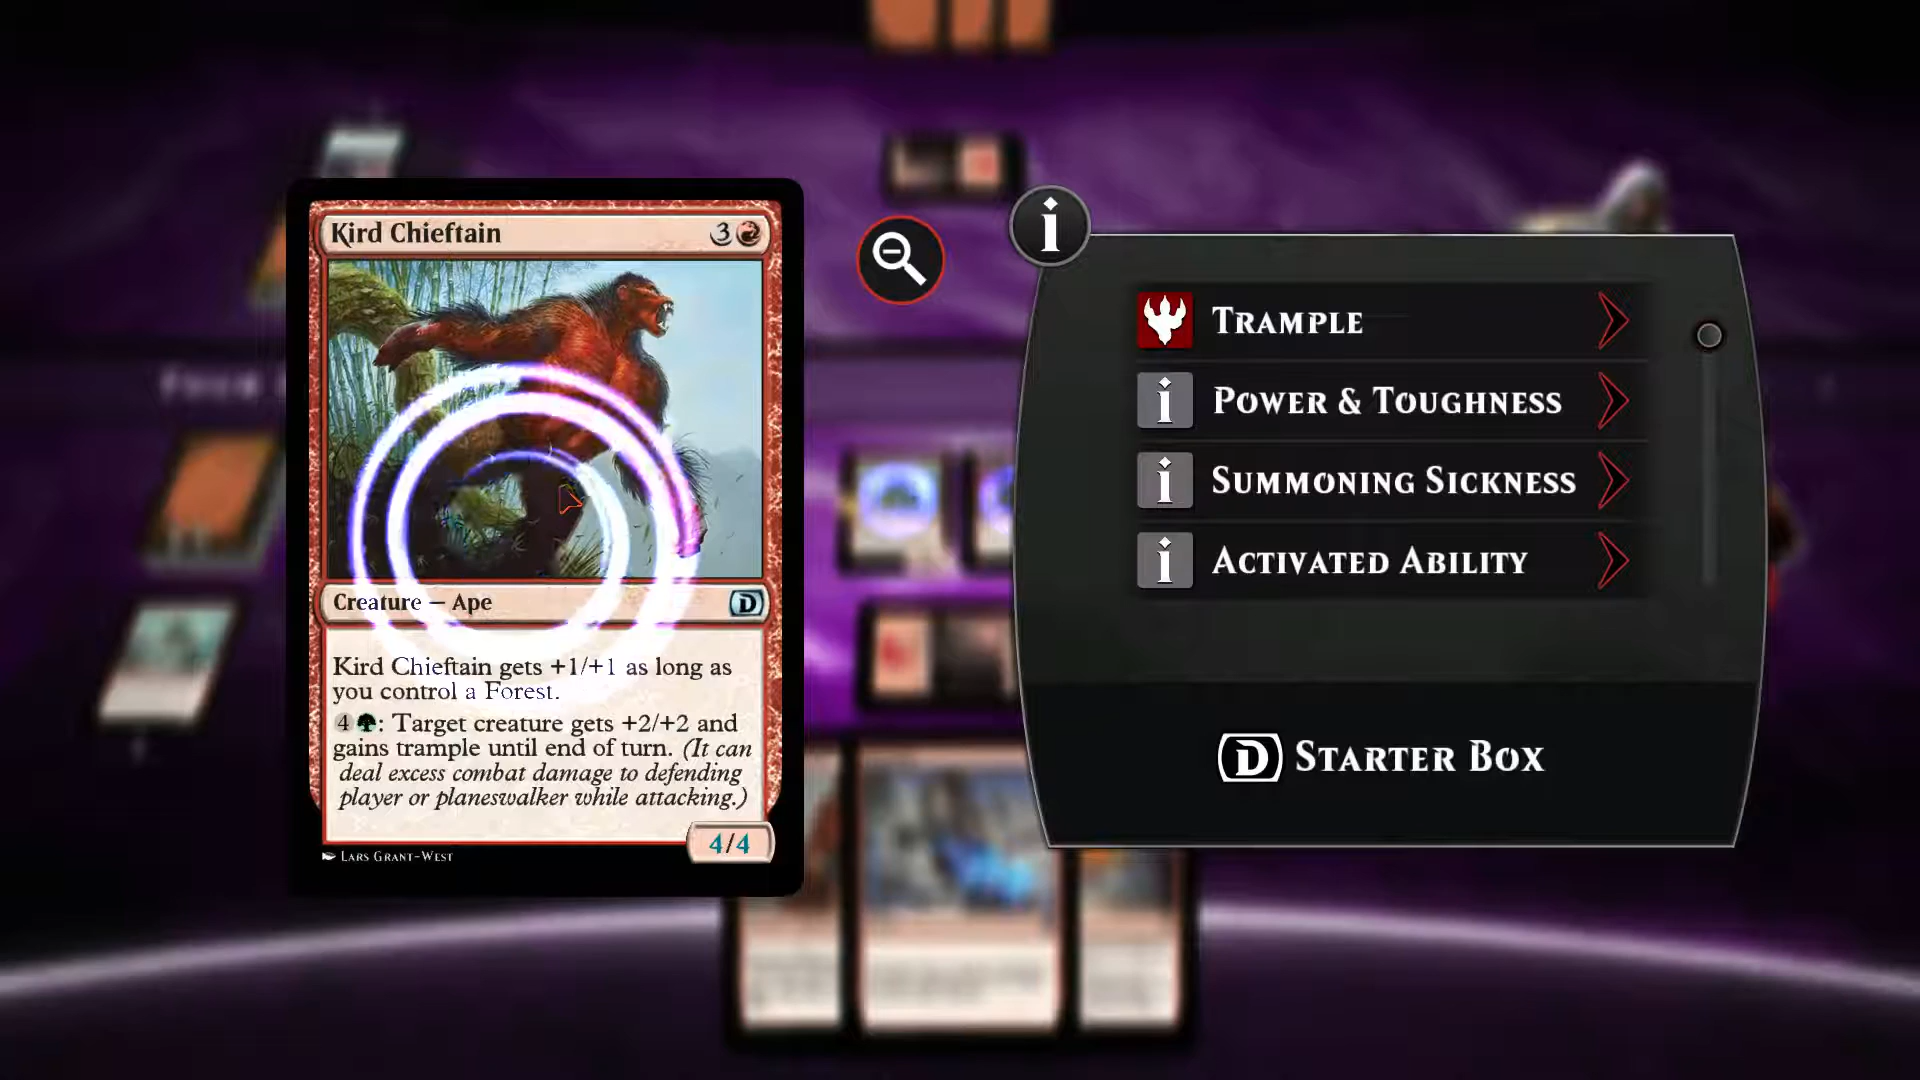 Kird Chieftain 3
Creature — Ape D
Kird Chieftain gets +1/+1 as long as
you control a Forest.
4: Target creature gets +2/+2 and
gains trample until end of turn. (It can
deal excess combat damage to defending
player or planeswalker while attacking.)
4/4
Lars Grant-West
i
Trample
i Power & Toughness
i Summoning Sickness
i Activated Ability
D Starter Box